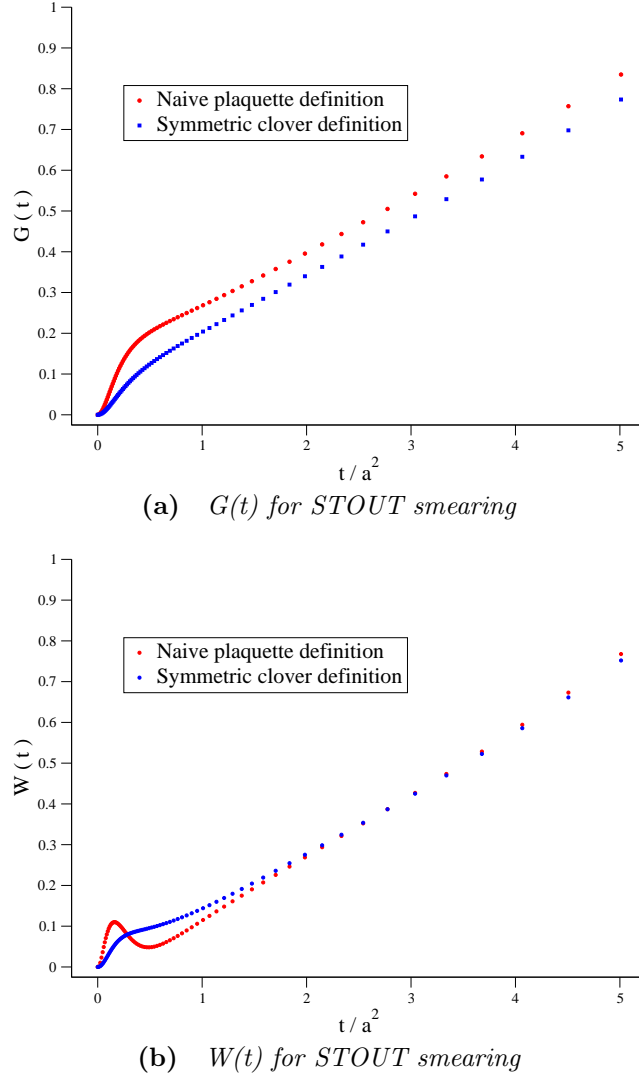 1
0.9
0.8
0.7
0.6
0.5
0.4
0.3
0.2
0.1
0
G ( t )
Naive plaquette definition
Symmetric clover definition
0 1 2 3 4 5
t / a²
(a) G(t) for STOUT smearing
1
0.9
0.8
0.7
0.6
0.5
0.4
0.3
0.2
0.1
0
W ( t )
Naive plaquette definition
Symmetric clover definition
0 1 2 3 4 5
t / a²
(b) W(t) for STOUT smearing